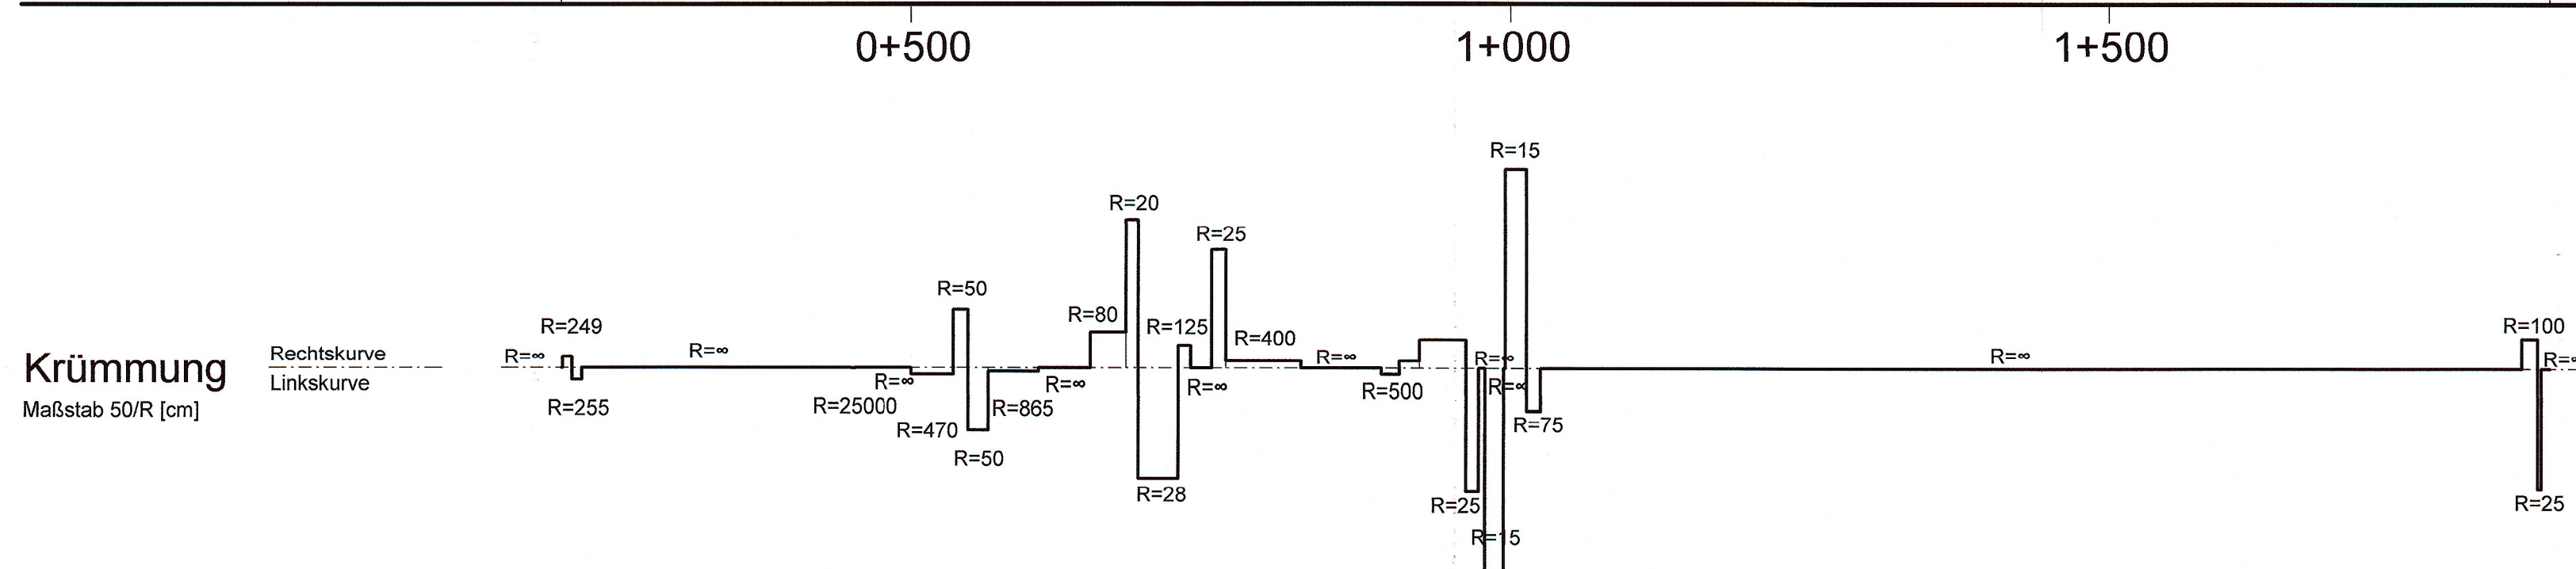 0+500 1+000 1+500
R=15
R=20
R=25
R=50
R=80 R=125 R=400
R=249 R=100
Krümmung
Rechtskurve
Linkskurve
Maßstab 50/R [cm]
R=∞ R=∞ R=∞ R=∞ R=∞ R=∞
R=∞ R=∞ R=∞ R=∞
R=255 R=25000 R=865 R=500
R=470 R=75
R=50
R=28 R=25 R=25
R=15